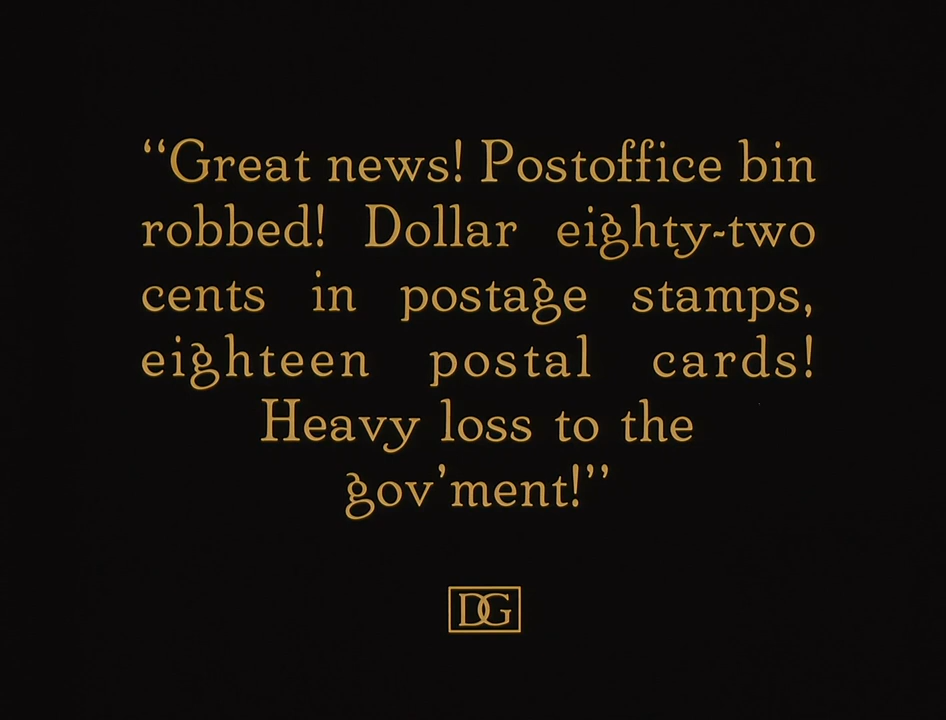 “Great news! Postoffice bin
robbed! Dollar eighty-two
cents in postage stamps,
eighteen postal cards!
Heavy loss to the
gov’ment!”
DG